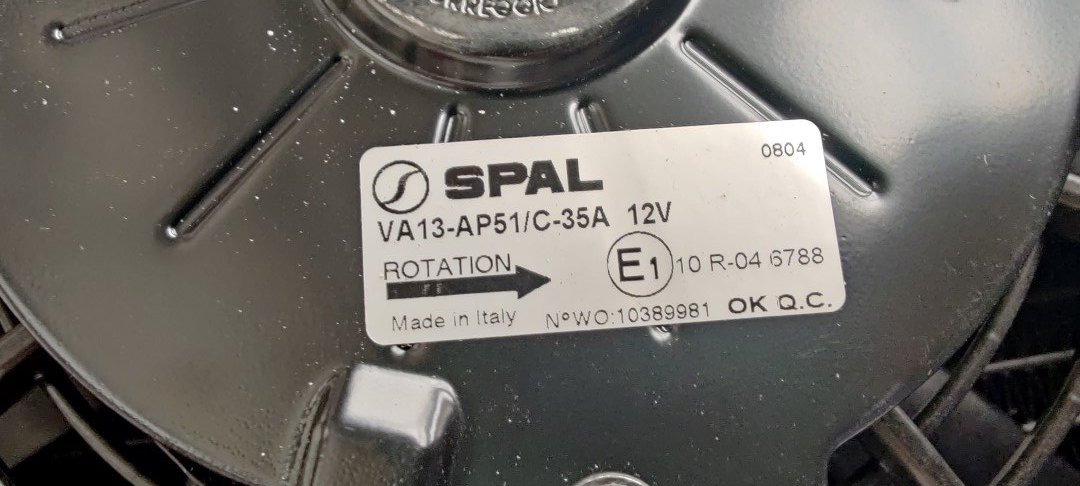 0804
SPAL
VA13-AP51/C-35A 12V
ROTATION
E1 10 R-04 6788
Made in Italy N°WO:10389981 OK Q.C.